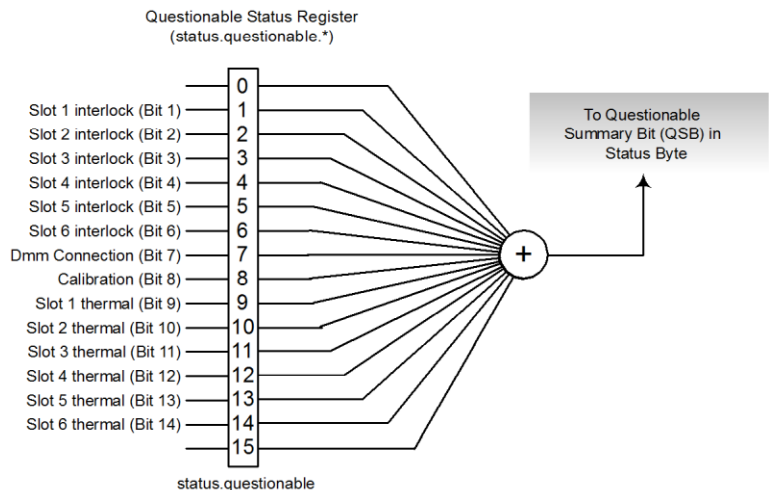 Questionable Status Register
(status.questionable.*)
0
Slot 1 interlock (Bit 1) 1
Slot 2 interlock (Bit 2) 2
Slot 3 interlock (Bit 3) 3
Slot 4 interlock (Bit 4) 4
Slot 5 interlock (Bit 5) 5
Slot 6 interlock (Bit 6) 6
Dmm Connection (Bit 7) 7
Calibration (Bit 8) 8
Slot 1 thermal (Bit 9) 9
Slot 2 thermal (Bit 10) 10
Slot 3 thermal (Bit 11) 11
Slot 4 thermal (Bit 12) 12
Slot 5 thermal (Bit 13) 13
Slot 6 thermal (Bit 14) 14
15
status.questionable
+
To Questionable
Summary Bit (QSB) in
Status Byte